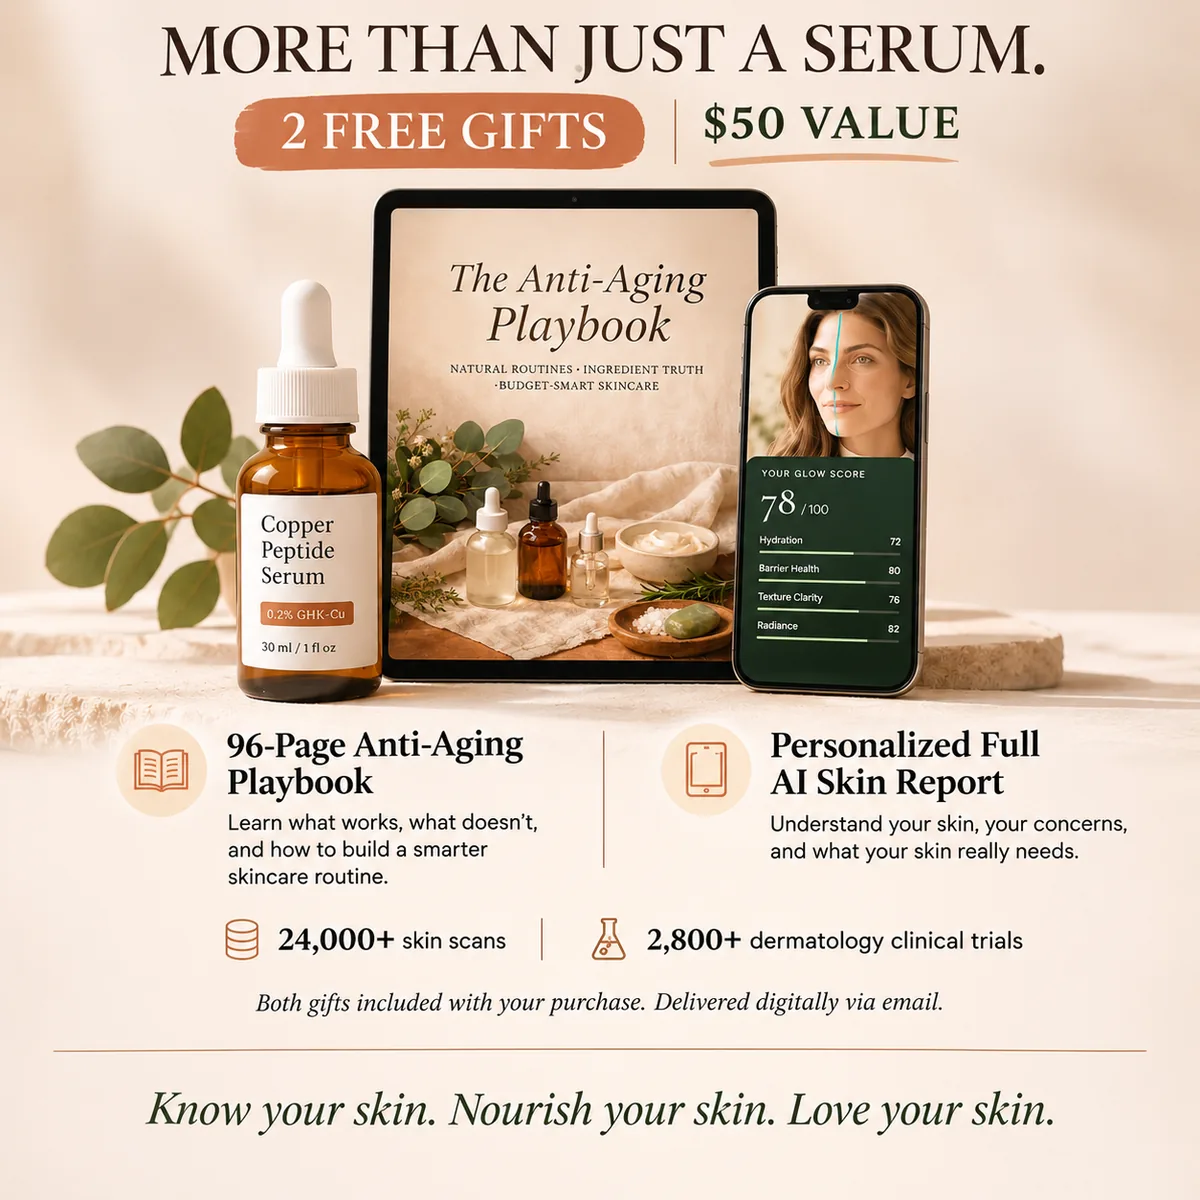 MORE THAN JUST A SERUM.
2 FREE GIFTS
$50 VALUE
The Anti-Aging
Playbook
NATURAL ROUTINES • INGREDIENT TRUTH
•BUDGET-SMART SKINCARE
Copper
Peptide
Serum
0.2% GHK-Cu
30 ml / 1 fl oz
YOUR GLOW SCORE
78 / 100
Hydration 72
Barrier Health 80
Texture Clarity 76
Radiance 82
96-Page Anti-Aging
Playbook
Learn what works, what doesn't,
and how to build a smarter
skincare routine.
Personalized Full
AI Skin Report
Understand your skin, your concerns,
and what your skin really needs.
24,000+ skin scans
2,800+ dermatology clinical trials
Both gifts included with your purchase. Delivered digitally via email.
Know your skin. Nourish your skin. Love your skin.